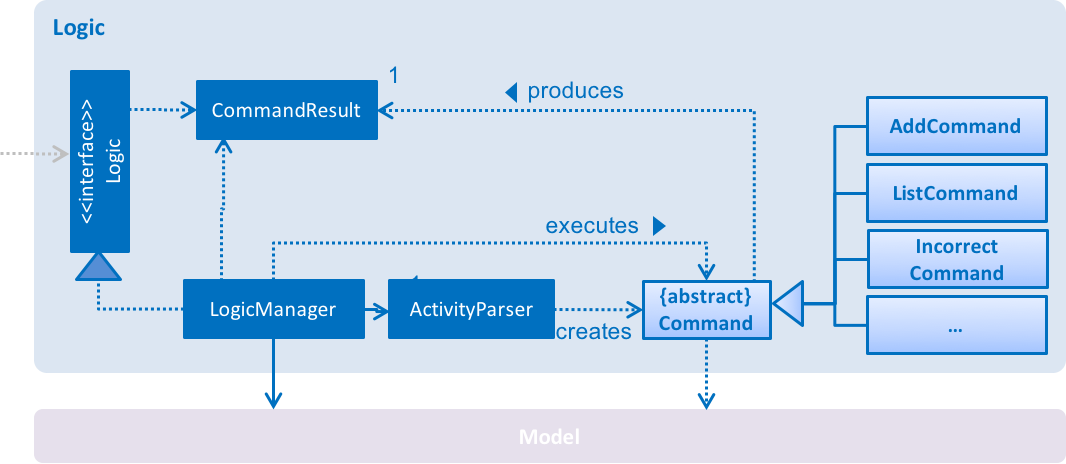 Logic
1
◀ produces
CommandResult
<<interface>>
Logic
AddCommand
ListCommand
executes ▶
Incorrect
Command
LogicManager
ActivityParser
creates
{abstract}
Command
...
Model